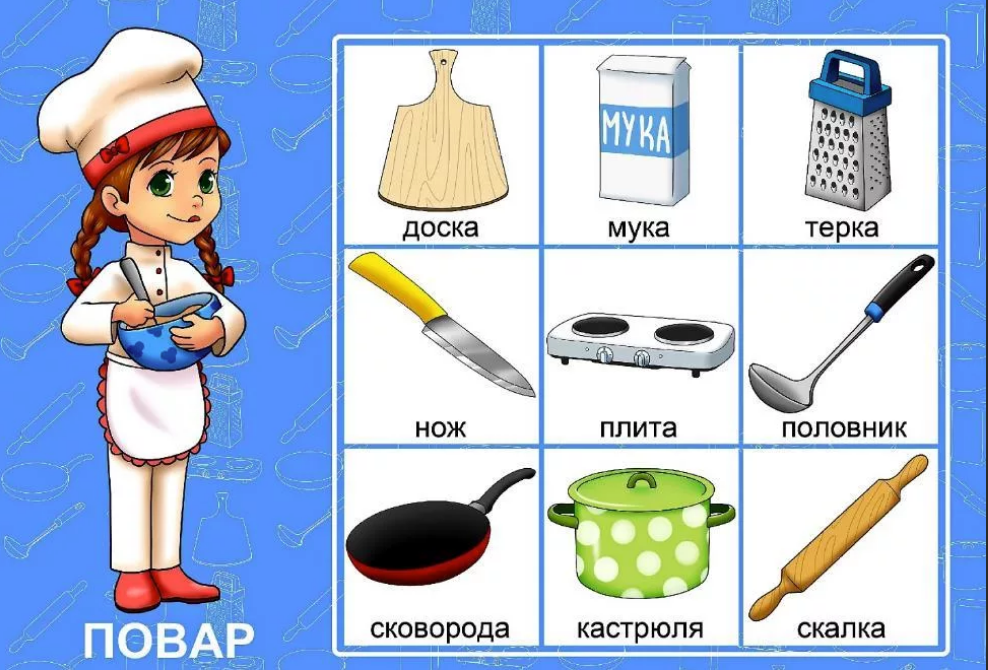 МУКА
доска
мука
терка
нож
плита
половник
сковорода
кастрюля
скалка
ПОВАР